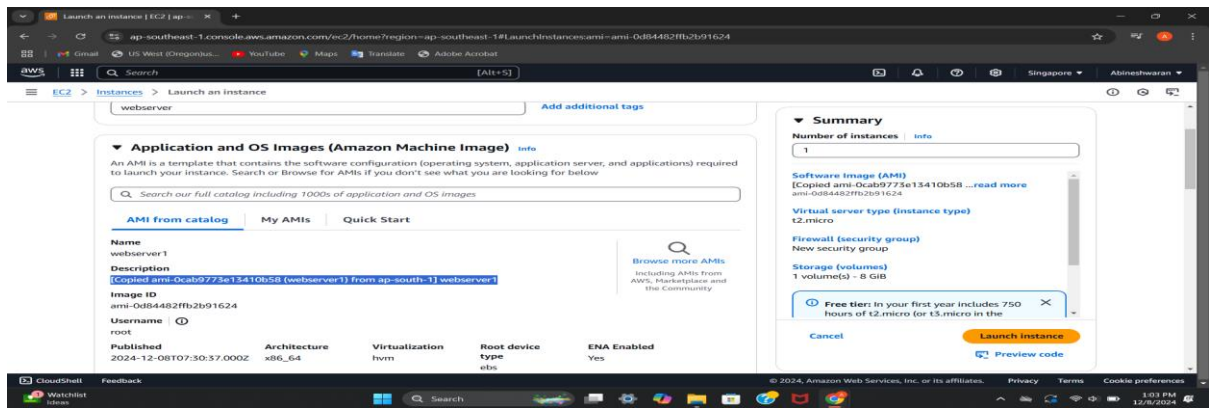 Launch an instance | EC2 | ap-s
ap-southeast-1.console.aws.amazon.com/ec2/home?region=ap-southeast-1#LaunchInstances:ami=ami-0d84482ffb2b91624
Gmail US West (Oregon)us... YouTube Maps Translate Adobe Acrobat
aws Search [Alt+S] Singapore Abineshwaran
EC2 > Instances > Launch an instance
webserver Add additional tags
Application and OS Images (Amazon Machine Image) Info
An AMI is a template that contains the software configuration (operating system, application server, and applications) required
to launch your instance. Search or Browse for AMIs if you don't see what you are looking for below
Search our full catalog including 1000s of application and OS images
AMI from catalog My AMIs Quick Start
Name
webserver1
Description
[Copied ami-0cab9773e13410b58 (webserver1) from ap-south-1] webserver1
Image ID
ami-0d84482ffb2b91624
Username
root
Published Architecture Virtualization Root device type ENA Enabled
2024-12-08T07:30:37.000Z x86_64 hvm ebs Yes
Browse more AMIs
Including AMIs from
AWS, Marketplace and
the Community
Summary
Number of instances Info
1
Software Image (AMI)
[Copied ami-0cab9773e13410b58 ...read more
ami-0d84482ffb2b91624
Virtual server type (instance type)
t2.micro
Firewall (security group)
New security group
Storage (volumes)
1 volume(s) - 8 GiB
Free tier: In your first year includes 750
hours of t2.micro (or t3.micro in the
Cancel Launch instance
Preview code
CloudShell Feedback © 2024, Amazon Web Services, Inc. or its affiliates. Privacy Terms Cookie preferences
Watchlist
Ideas
Search
1:03 PM
12/8/2024